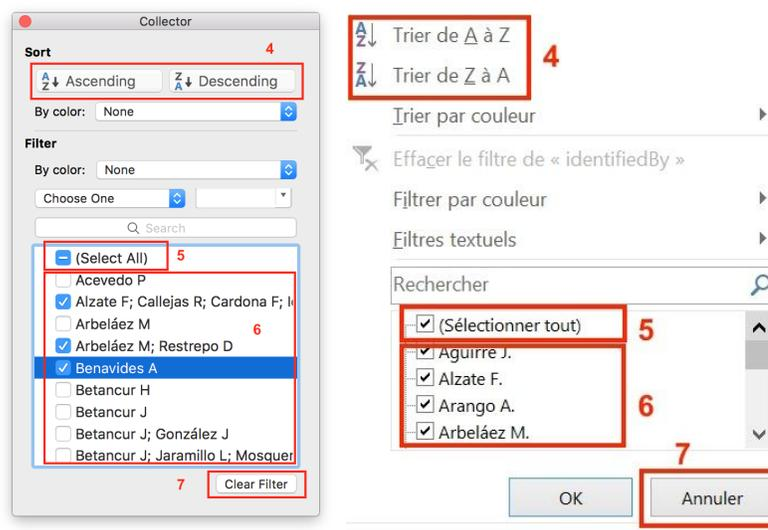 Collector
Sort
4
Ascending
Descending
By color: None
Filter
By color: None
Choose One
Search
(Select All)
5
Acevedo P
Alzate F; Callejas R; Cardona F;
Arbeláez M
6
Arbeláez M; Restrepo D
Benavides A
Betancur H
Betancur J
Betancur J; González J
Betancur J; Jaramillo L; Mosquer
7
Clear Filter
Trier de A à Z
4
Trier de Z à A
Trier par couleur
Effacer le filtre de « identifiedBy »
Filtrer par couleur
Filtres textuels
Rechercher
(Sélectionner tout)
5
Aguirre J.
Alzate F.
6
Arango A.
Arbeláez M.
7
OK
Annuler